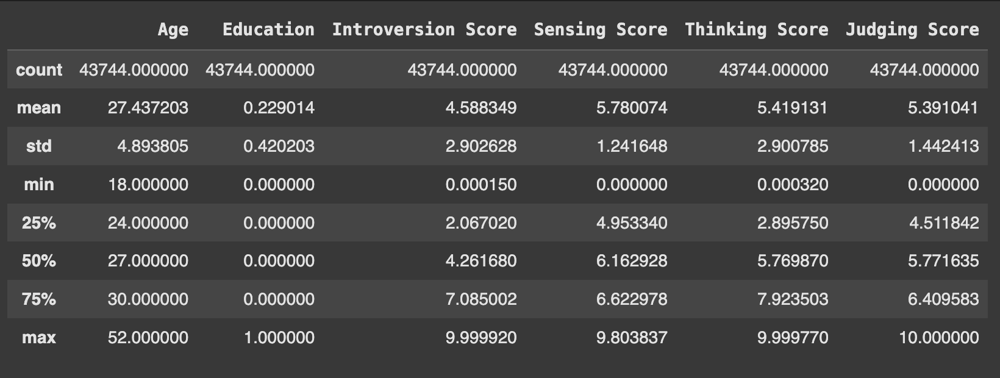 Age Education Introversion Score Sensing Score Thinking Score Judging Score
count 43744.000000 43744.000000 43744.000000 43744.000000 43744.000000 43744.000000
mean 27.437203 0.229014 4.588349 5.780074 5.419131 5.391041
std 4.893805 0.420203 2.902628 1.241648 2.900785 1.442413
min 18.000000 0.000000 0.000150 0.000000 0.000320 0.000000
25% 24.000000 0.000000 2.067020 4.953340 2.895750 4.511842
50% 27.000000 0.000000 4.261680 6.162928 5.769870 5.771635
75% 30.000000 0.000000 7.085002 6.622978 7.923503 6.409583
max 52.000000 1.000000 9.999920 9.803837 9.999770 10.000000